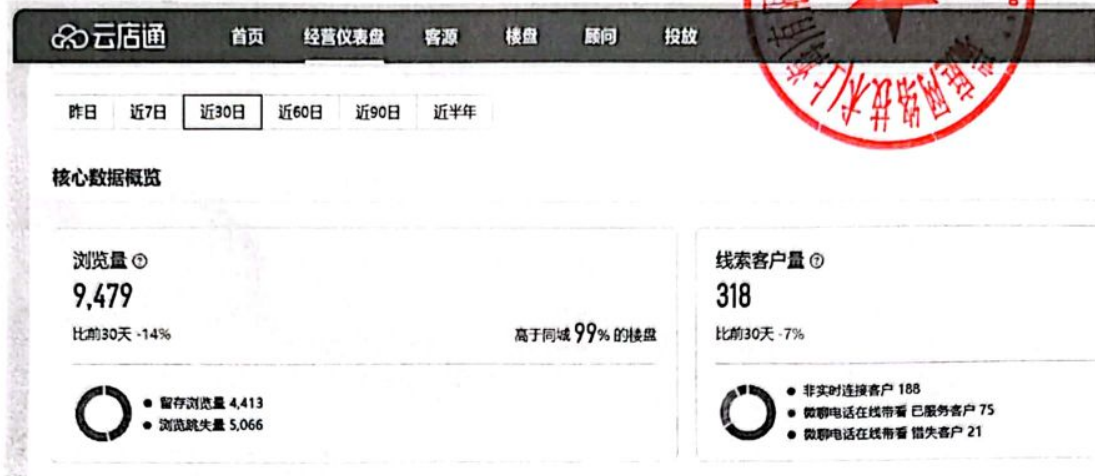 云店通 首页 经营仪表盘 客源 楼盘 顾问 投放
昨日 近7日 近30日 近60日 近90日 近半年
核心数据概览
浏览量 ?
9,479
比前30天 -14% 高于同城 99% 的楼盘
留存浏览量 4,413
浏览跳失量 5,066
线索客户量 ?
318
比前30天 -7%
非实时连接客户 188
微聊电话在线带看 已服务客户 75
微聊电话在线带看 错失客户 21
网络技术